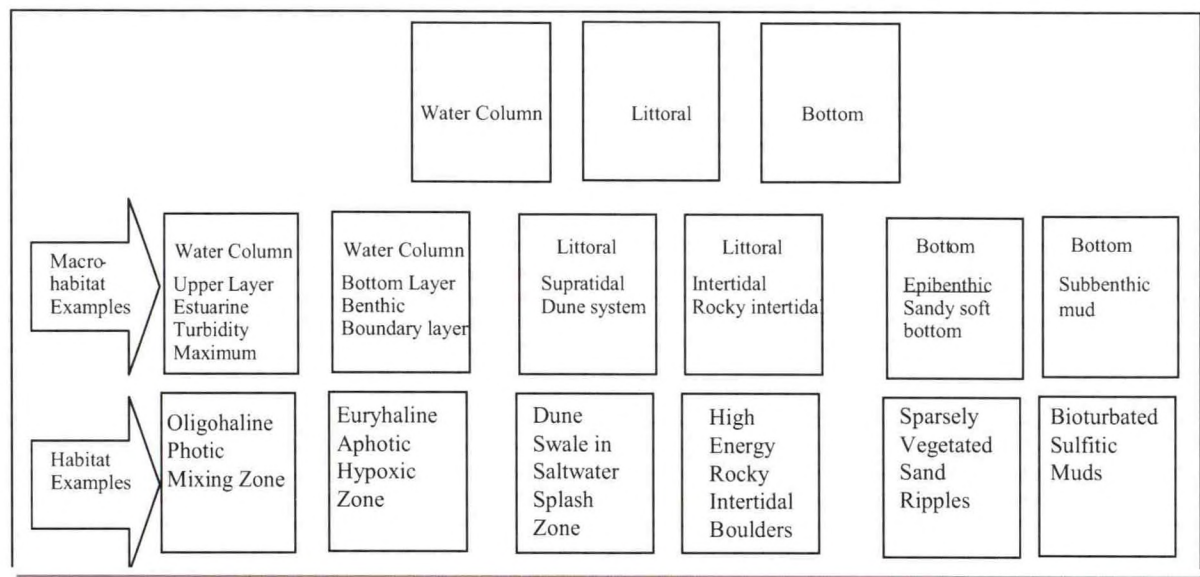 Water Column
Littoral
Bottom
Macro-
habitat
Examples
Water Column
Upper Layer
Estuarine
Turbidity
Maximum
Water Column
Bottom Layer
Benthic
Boundary layer
Littoral
Supratidal
Dune system
Littoral
Intertidal
Rocky intertidal
Bottom
Epibenthic
Sandy soft
bottom
Bottom
Subbenthic
mud
Habitat
Examples
Oligohaline
Photic
Mixing Zone
Euryhaline
Aphotic
Hypoxic
Zone
Dune
Swale in
Saltwater
Splash
Zone
High
Energy
Rocky
Intertidal
Boulders
Sparsely
Vegetated
Sand
Ripples
Bioturbated
Sulfitic
Muds